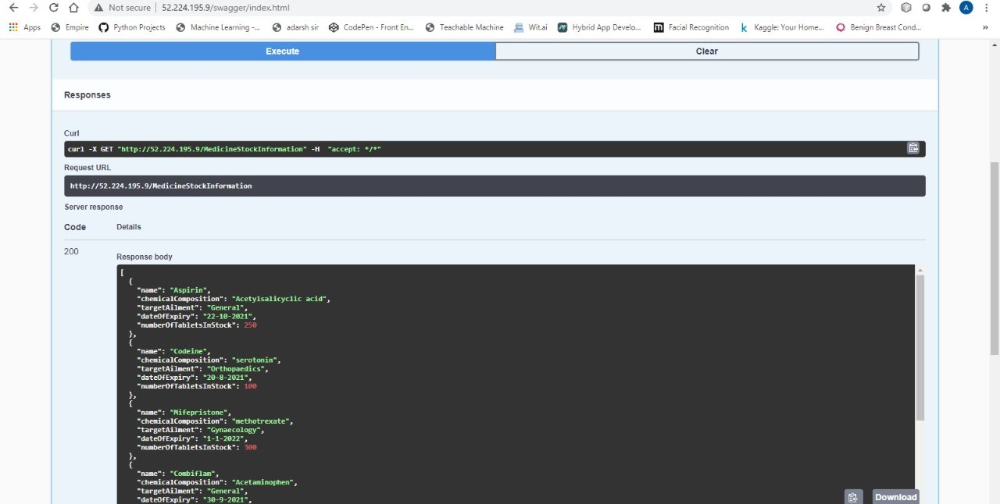 Not secure | 52.224.195.9/swagger/index.html A
Apps Empire Python Projects Machine Learning -... adarsh sir CodePen - Front En... Teachable Machine Wit.ai Hybrid App Develo... Facial Recognition Kaggle: Your Home... Benign Breast Cond... »
Execute Clear
Responses
Curl
curl -X GET "http://52.224.195.9/MedicineStockInformation" -H  "accept: */*"
Request URL
http://52.224.195.9/MedicineStockInformation
Server response
Code Details
200
Response body
[
  {
    "name": "Aspirin",
    "chemicalComposition": "Acetylsalicyclic acid",
    "targetAilment": "General",
    "dateOfExpiry": "22-10-2021",
    "numberOfTabletsInStock": 250
  },
  {
    "name": "Codeine",
    "chemicalComposition": "serotonin",
    "targetAilment": "Orthopaedics",
    "dateOfExpiry": "20-8-2021",
    "numberOfTabletsInStock": 100
  },
  {
    "name": "Mifepristone",
    "chemicalComposition": "methotrexate",
    "targetAilment": "Gynaecology",
    "dateOfExpiry": "1-1-2022",
    "numberOfTabletsInStock": 300
  },
  {
    "name": "Combiflam",
    "chemicalComposition": "Acetaminophen",
    "targetAilment": "General",
    "dateOfExpiry": "30-9-2021",
Download